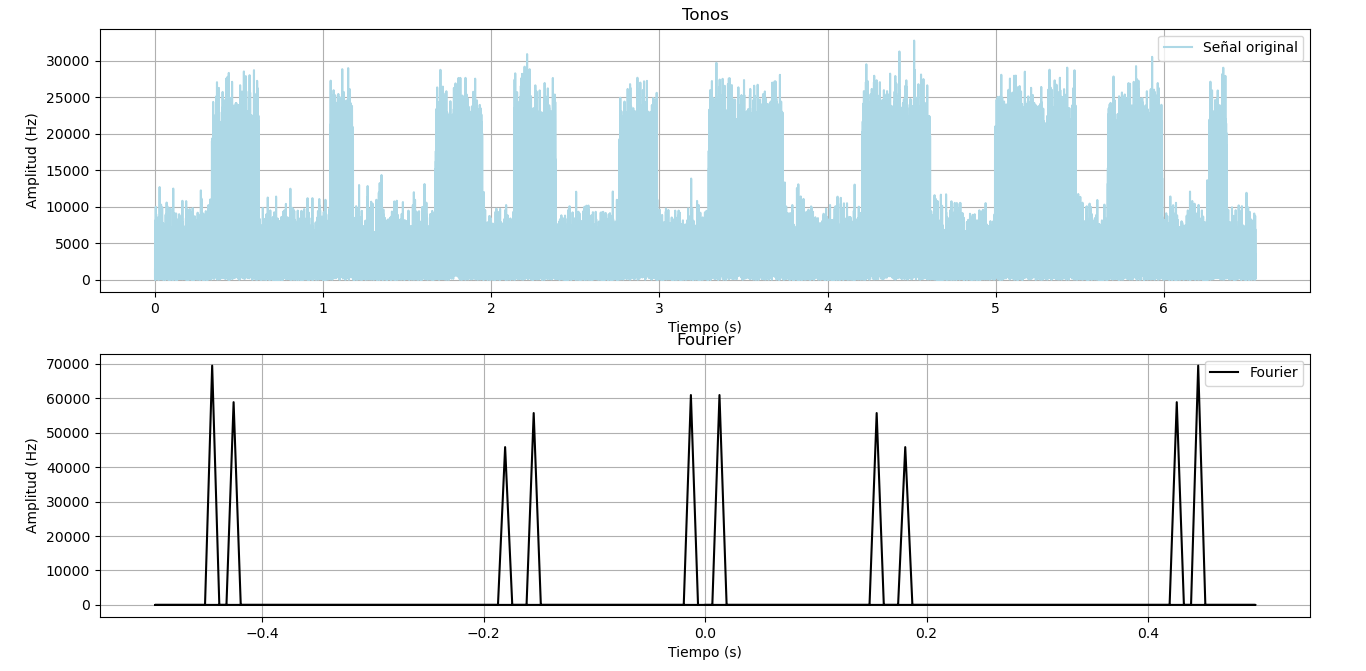 Tonos
Señal original
Amplitud (Hz)
30000
25000
20000
15000
10000
5000
0
0 1 2 3 4 5 6
Tiempo (s)
Fourier
Fourier
Amplitud (Hz)
70000
60000
50000
40000
30000
20000
10000
0
−0.4 −0.2 0.0 0.2 0.4
Tiempo (s)